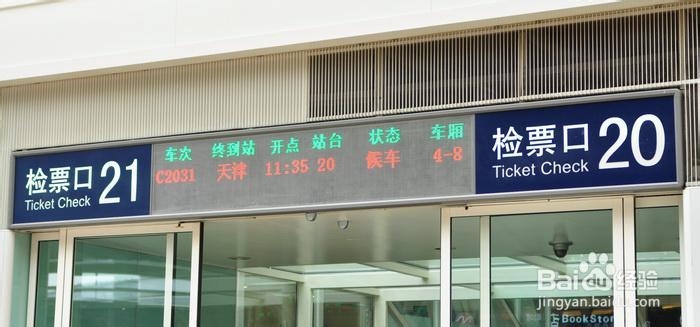 检票口 21
Ticket Check
车次 终到站 开点 站台 状态 车厢
C2031 天津 11:35 20 候车 4-8
检票口 20
Ticket Check
Baidu 经验
jingyan.baidu.com
BookStore